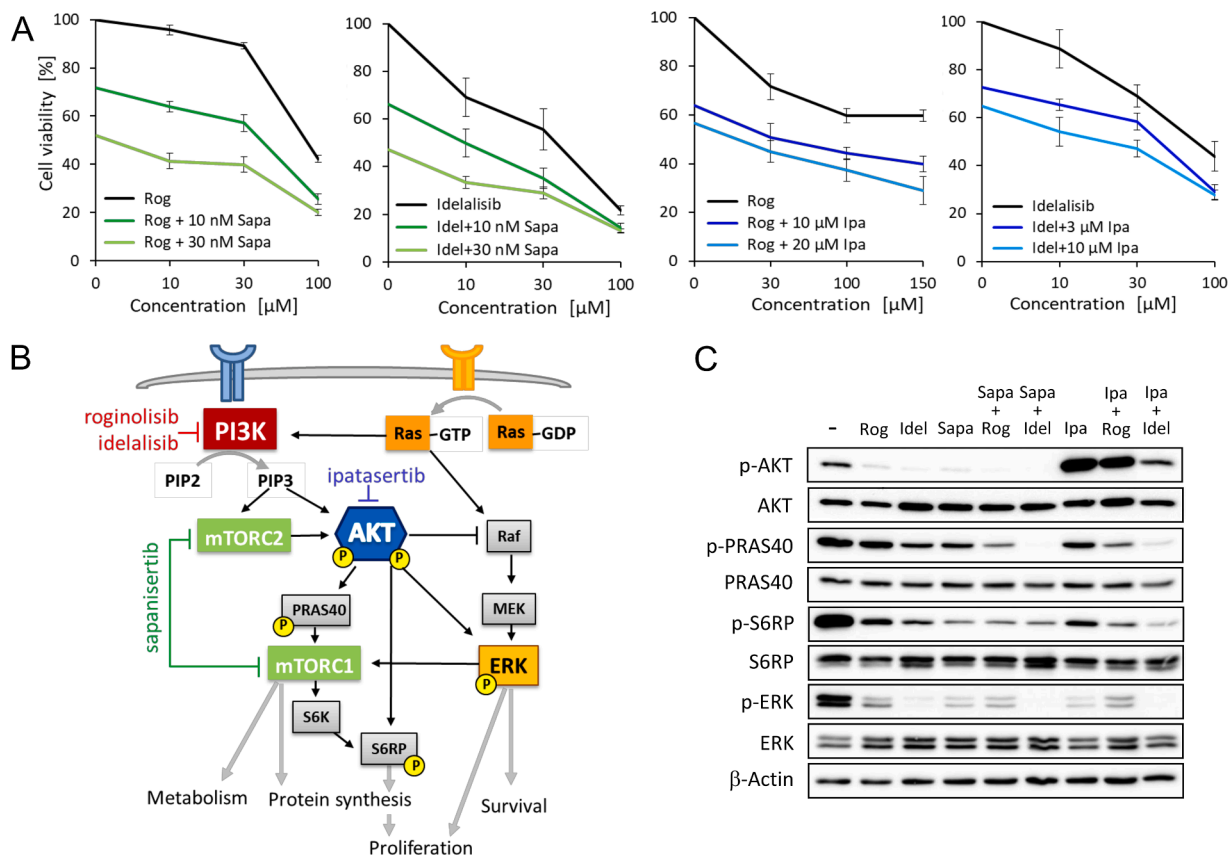 A
Cell viability [%]
100
80
60
40
20
0
Rog
Rog + 10 nM Sapa
Rog + 30 nM Sapa
0 10 30 100
Concentration [µM]
100
80
60
40
20
0
Idelalisib
Idel+10 nM Sapa
Idel+30 nM Sapa
0 10 30 100
Concentration [µM]
100
80
60
40
20
0
Rog
Rog + 10 µM Ipa
Rog + 20 µM Ipa
0 30 100 150
Concentration [µM]
100
80
60
40
20
0
Idelalisib
Idel+3 µM Ipa
Idel+10 µM Ipa
0 10 30 100
Concentration [µM]
B
roginolisib
idelalisib
PI3K
Ras GTP
Ras GDP
PIP2
PIP3
ipatasertib
mTORC2
AKT
P
P
Raf
sapanisertib
PRAS40
P
MEK
mTORC1
ERK
P
S6K
S6RP
P
Metabolism
Protein synthesis
Survival
Proliferation
C
– Rog Idel Sapa Sapa + Rog Sapa + Idel Ipa Ipa + Rog Ipa + Idel
p-AKT
AKT
p-PRAS40
PRAS40
p-S6RP
S6RP
p-ERK
ERK
β-Actin